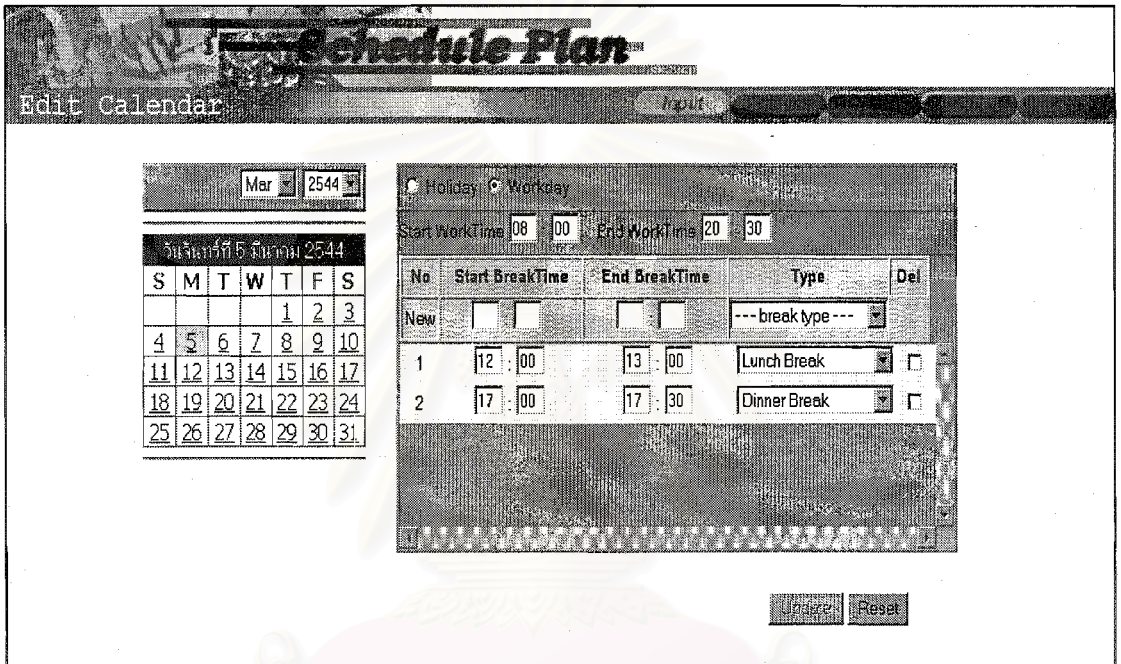 Schedule Plan
Edit Calendar
Input
Mar 2544
วันจันทร์ที่ 5 มีนาคม 2544
S M T W T F S
1 2 3
4 5 6 7 8 9 10
11 12 13 14 15 16 17
18 19 20 21 22 23 24
25 26 27 28 29 30 31
Holiday Workday
Start WorkTime 08 : 00 End WorkTime 20 : 30
No Start BreakTime End BreakTime Type Del
New : : --- break type ---
1 12 : 00 13 : 00 Lunch Break
2 17 : 00 17 : 30 Dinner Break
Update Reset